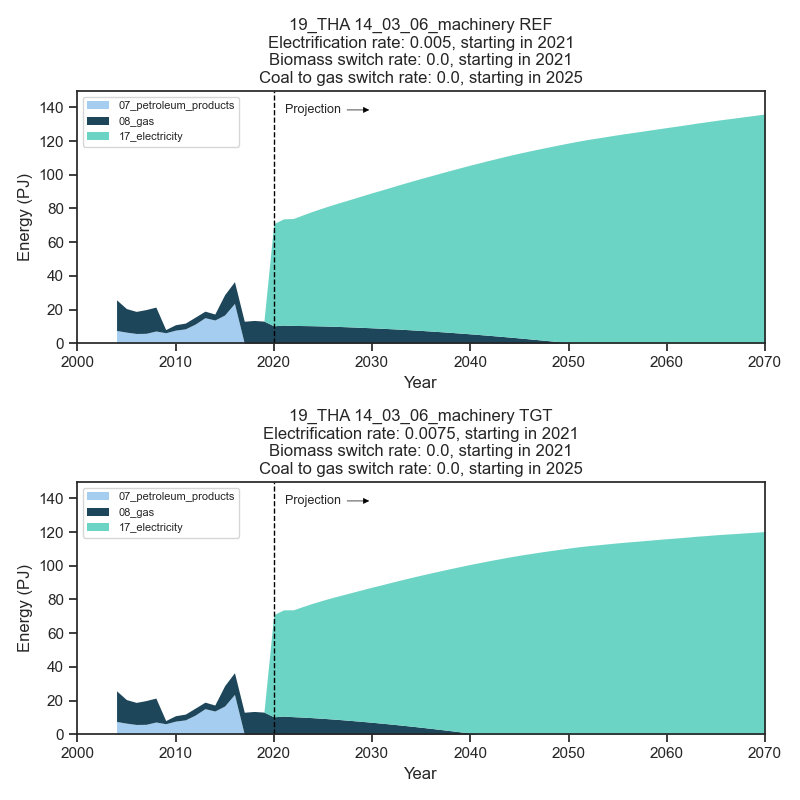 19_THA 14_03_06_machinery REF
Electrification rate: 0.005, starting in 2021
Biomass switch rate: 0.0, starting in 2021
Coal to gas switch rate: 0.0, starting in 2025
07_petroleum_products
08_gas
17_electricity
Projection
Energy (PJ)
140
120
100
80
60
40
20
0
2000 2010 2020 2030 2040 2050 2060 2070
Year
19_THA 14_03_06_machinery TGT
Electrification rate: 0.0075, starting in 2021
Biomass switch rate: 0.0, starting in 2021
Coal to gas switch rate: 0.0, starting in 2025
07_petroleum_products
08_gas
17_electricity
Projection
Energy (PJ)
140
120
100
80
60
40
20
0
2000 2010 2020 2030 2040 2050 2060 2070
Year